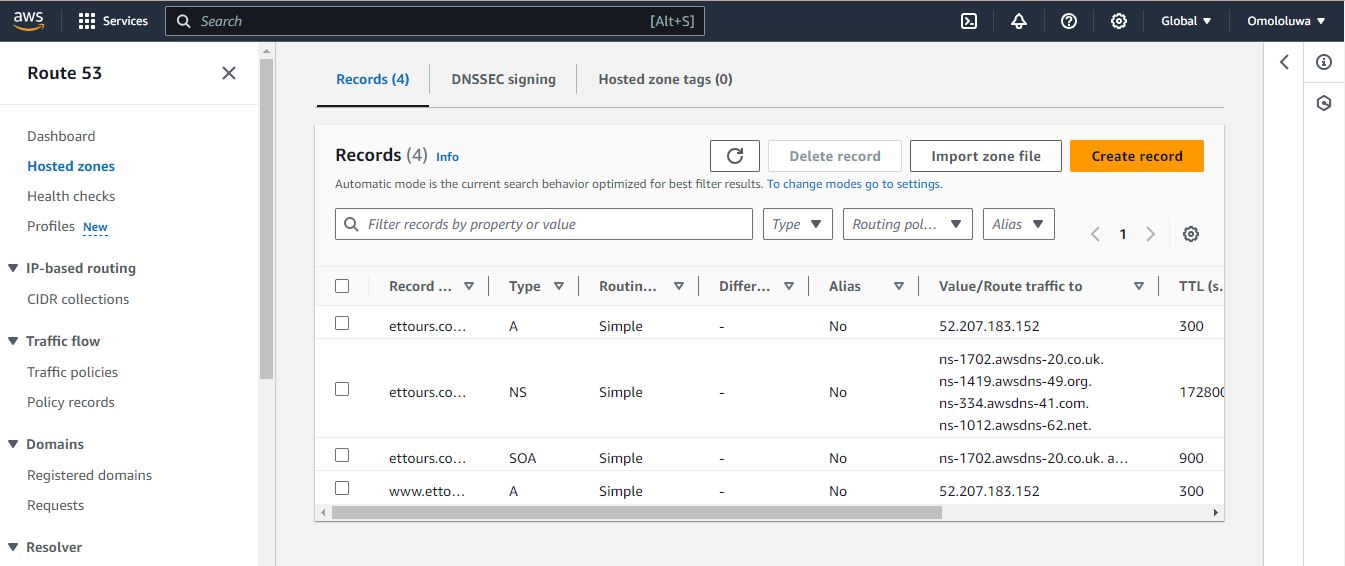 aws Services Search [Alt+S] Global Omololuwa
Route 53
Dashboard
Hosted zones
Health checks
Profiles New
IP-based routing
CIDR collections
Traffic flow
Traffic policies
Policy records
Domains
Registered domains
Requests
Resolver
Records (4) DNSSEC signing Hosted zone tags (0)
Records (4) Info Delete record Import zone file Create record
Automatic mode is the current search behavior optimized for best filter results. To change modes go to settings.
Filter records by property or value Type Routing pol... Alias 1
Record ... Type Routin... Differ... Alias Value/Route traffic to TTL (s.
ettours.co... A Simple - No 52.207.183.152 300
ns-1702.awsdns-20.co.uk.
ns-1419.awsdns-49.org.
ettours.co... NS Simple - No 172800
ns-334.awsdns-41.com.
ns-1012.awsdns-62.net.
ettours.co... SOA Simple - No ns-1702.awsdns-20.co.uk. a... 900
www.etto... A Simple - No 52.207.183.152 300